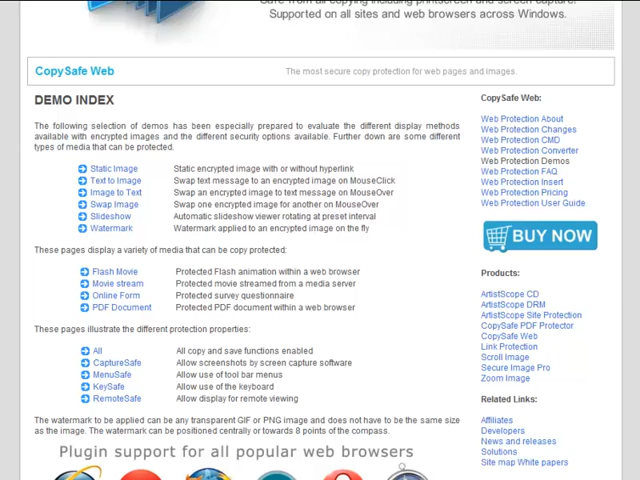 Safe from all copying including printscreen and screen capture.
Supported on all sites and web browsers across Windows.
CopySafe Web
The most secure copy protection for web pages and images.
DEMO INDEX
The following selection of demos has been especially prepared to evaluate the different display methods
available with encrypted images and the different security options available. Further down are some different
types of media that can be protected.
Static Image Static encrypted image with or without hyperlink
Text to Image Swap text message to an encrypted image on MouseClick
Image to Text Swap an encrypted image to text message on MouseOver
Swap Image Swap one encrypted image for another on MouseOver
Slideshow Automatic slideshow viewer rotating at preset interval
Watermark Watermark applied to an encrypted image on the fly
These pages display a variety of media that can be copy protected:
Flash Movie Protected Flash animation within a web browser
Movie stream Protected movie streamed from a media server
Online Form Protected survey questionnaire
PDF Document Protected PDF document within a web browser
These pages illustrate the different protection properties:
All All copy and save functions enabled
CaptureSafe Allow screenshots by screen capture software
MenuSafe Allow use of tool bar menus
KeySafe Allow use of the keyboard
RemoteSafe Allow display for remote viewing
The watermark to be applied can be any transparent GIF or PNG image and does not have to be the same size
as the image. The watermark can be positioned centrally or towards 8 points of the compass.
Plugin support for all popular web browsers
CopySafe Web:
Web Protection About
Web Protection Changes
Web Protection CMD
Web Protection Converter
Web Protection Demos
Web Protection FAQ
Web Protection Insert
Web Protection Pricing
Web Protection User Guide
BUY NOW
Products:
ArtistScope CD
ArtistScope DRM
ArtistScope Site Protection
CopySafe PDF Protector
CopySafe Web
Link Protection
Scroll Image
Secure Image Pro
Zoom Image
Related Links:
Affiliates
Developers
News and releases
Solutions
Site map White papers